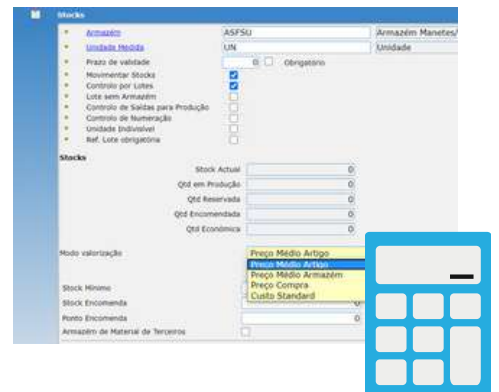 Stocks
Armazém ASFSU Armazém Manetes/
Unidade Medida UN Unidade
Prazo de validade 0 Obrigatório
Movimentar Stocks
Controlo por Lotes
Lote sem Armazém
Controlo de Saídas para Produção
Controlo de Numeração
Unidade Indivisível
Ref. Lote obrigatória
Stocks
Stock Actual 0
Qtd em Produção 0
Qtd Reservada 0
Qtd Encomendada 0
Qtd Económica 0
Modo valorização Preço Médio Artigo
Preço Médio Artigo
Preço Médio Armazém
Preço Compra
Custo Standard
Stock Mínimo
Stock Encomenda 0
Ponto Encomenda 0
Armazém de Material de Terceiros